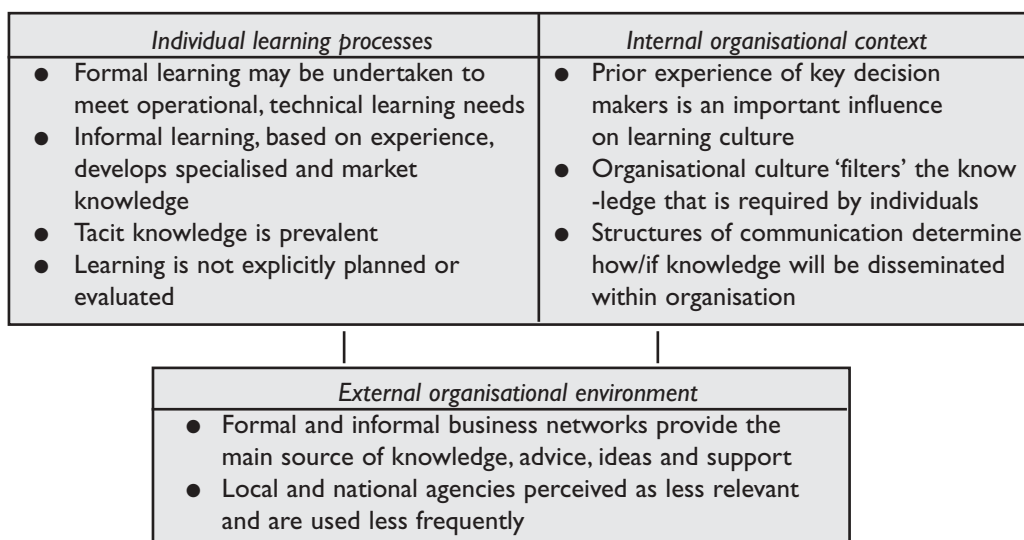 Individual learning processes
● Formal learning may be undertaken to
meet operational, technical learning needs
● Informal learning, based on experience,
develops specialised and market
knowledge
● Tacit knowledge is prevalent
● Learning is not explicitly planned or
evaluated
Internal organisational context
● Prior experience of key decision
makers is an important influence
on learning culture
● Organisational culture ‘filters’ the know
-ledge that is required by individuals
● Structures of communication determine
how/if knowledge will be disseminated
within organisation
External organisational environment
● Formal and informal business networks provide the
main source of knowledge, advice, ideas and support
● Local and national agencies perceived as less relevant
and are used less frequently